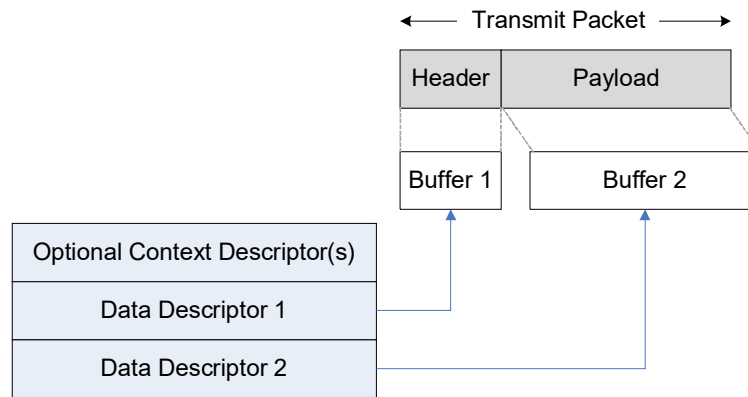 Transmit Packet
Header Payload
Buffer 1 Buffer 2
Optional Context Descriptor(s)
Data Descriptor 1
Data Descriptor 2